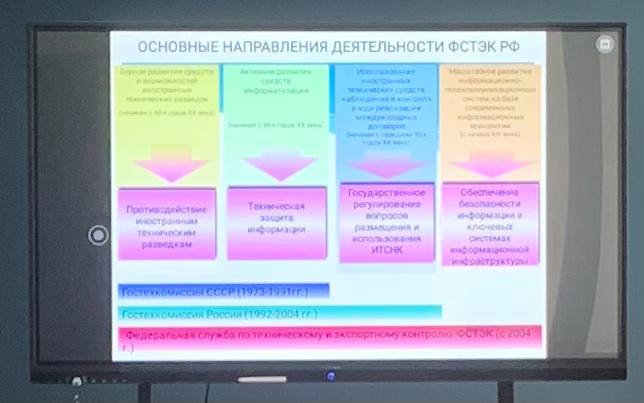 ОСНОВНЫЕ НАПРАВЛЕНИЯ ДЕЯТЕЛЬНОСТИ ФСТЭК РФ
Бурное развитие средств
и возможностей
иностранных
технических разведок
(начиная с 60-х годов XX века)
Активное развитие
средств
информатизации
(начиная с 80-х годов XX века)
Использование
иностранных
технических средств
наблюдения и контроля
в ходе реализации
международных
договоров
(начиная с середины 90-х
годов XX века)
Масштабное развитие
информационно-
телекоммуникационных
систем на базе
современных
информационных
технологий
(с начала XXI века)
Противодействие
иностранным
техническим
разведкам
Техническая
защита
информации
Государственное
регулирование
вопросов
размещения и
использования
ИТСНК
Обеспечение
безопасности
информации в
ключевых
системах
информационной
инфраструктуры
Гостехкомиссия СССР (1973-1991гг.)
Гостехкомиссия России (1992-2004 гг.)
Федеральная служба по техническому и экспортному контролю ФСТЭК (с 2004
г.)